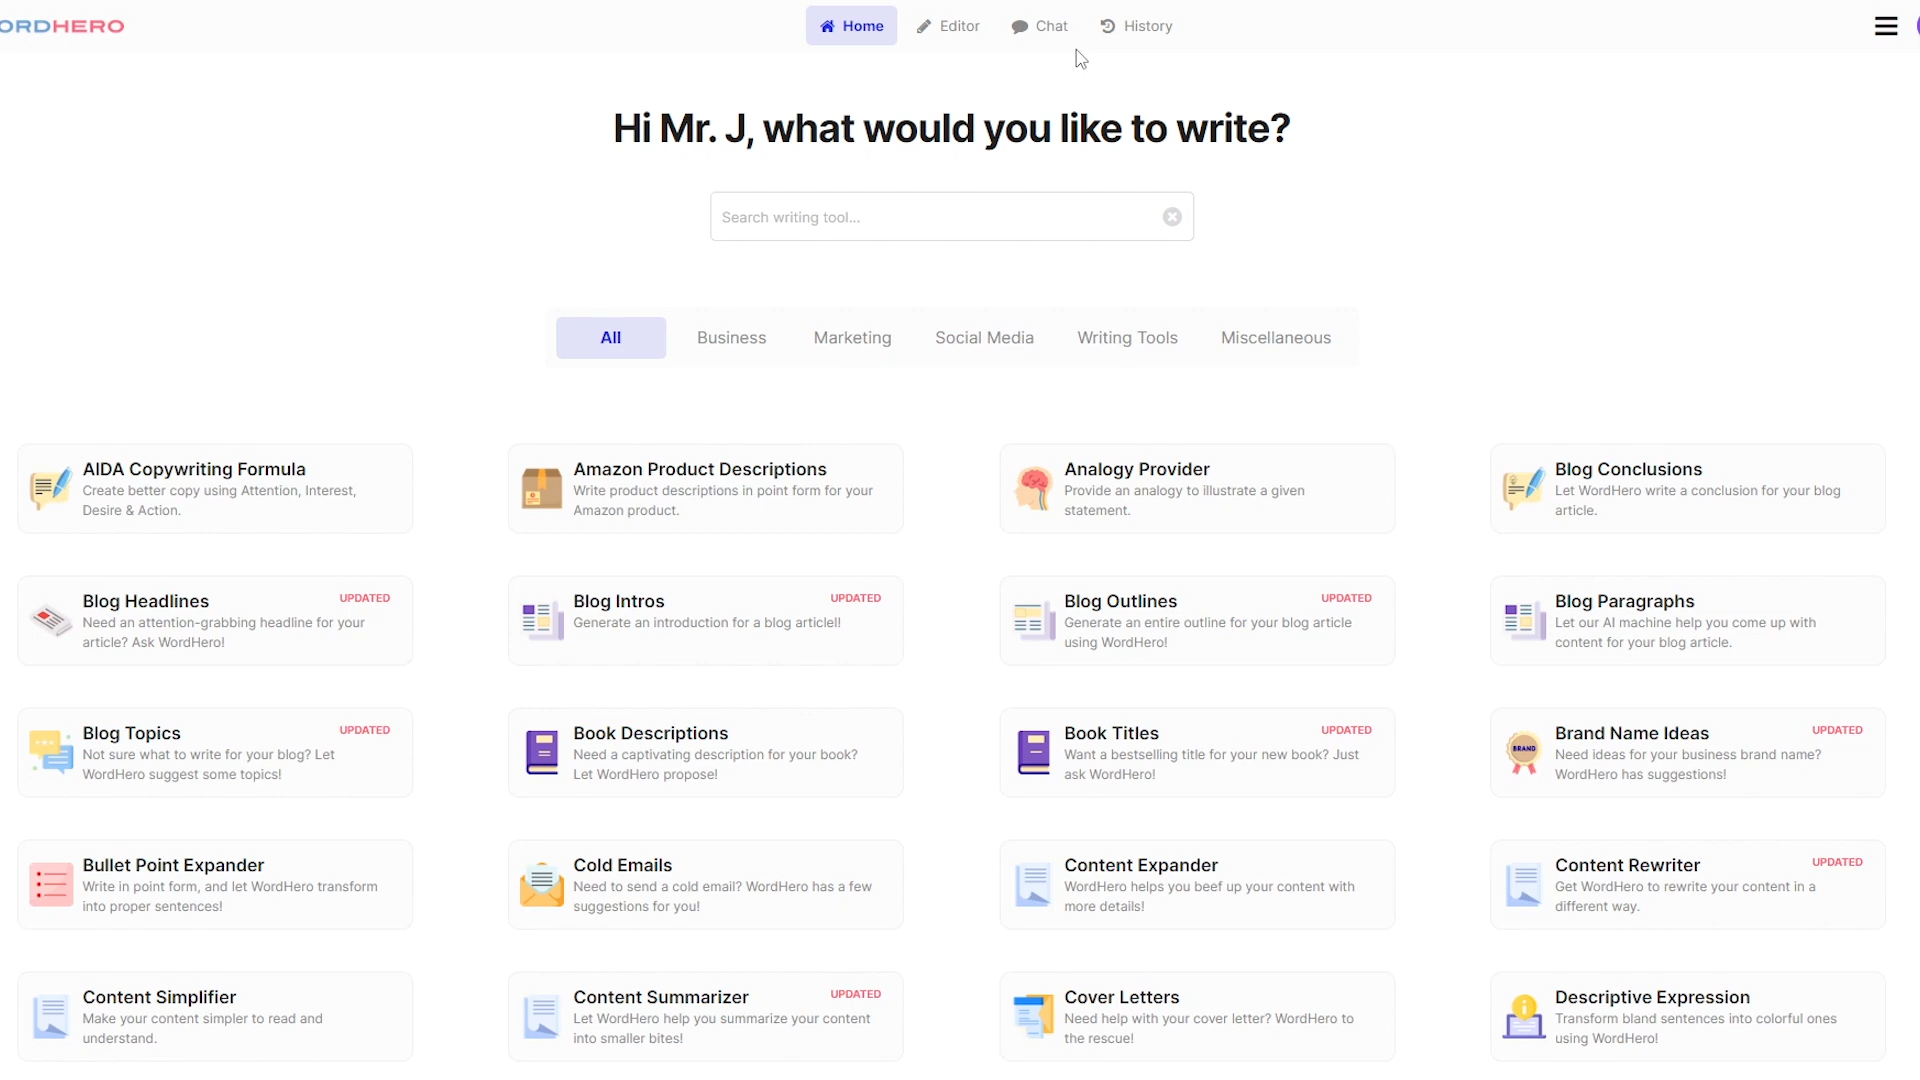 ORDHERO
Home
Editor
Chat
History
Hi Mr. J, what would you like to write?
Search writing tool...
All
Business
Marketing
Social Media
Writing Tools
Miscellaneous
AIDA Copywriting Formula
Create better copy using Attention, Interest,
Desire & Action.
Amazon Product Descriptions
Write product descriptions in point form for your
Amazon product.
Analogy Provider
Provide an analogy to illustrate a given
statement.
Blog Conclusions
Let WordHero write a conclusion for your blog
article.
Blog Headlines
UPDATED
Need an attention-grabbing headline for your
article? Ask WordHero!
Blog Intros
UPDATED
Generate an introduction for a blog articlel!
Blog Outlines
UPDATED
Generate an entire outline for your blog article
using WordHero!
Blog Paragraphs
Let our AI machine help you come up with
content for your blog article.
Blog Topics
UPDATED
Not sure what to write for your blog? Let
WordHero suggest some topics!
Book Descriptions
Need a captivating description for your book?
Let WordHero propose!
Book Titles
UPDATED
Want a bestselling title for your new book? Just
ask WordHero!
BRAND
Brand Name Ideas
UPDATED
Need ideas for your business brand name?
WordHero has suggestions!
Bullet Point Expander
Write in point form, and let WordHero transform
into proper sentences!
Cold Emails
Need to send a cold email? WordHero has a few
suggestions for you!
Content Expander
WordHero helps you beef up your content with
more details!
Content Rewriter
UPDATED
Get WordHero to rewrite your content in a
different way.
Content Simplifier
Make your content simpler to read and
understand.
Content Summarizer
UPDATED
Let WordHero help you summarize your content
into smaller bites!
Cover Letters
Need help with your cover letter? WordHero to
the rescue!
Descriptive Expression
Transform bland sentences into colorful ones
using WordHero!